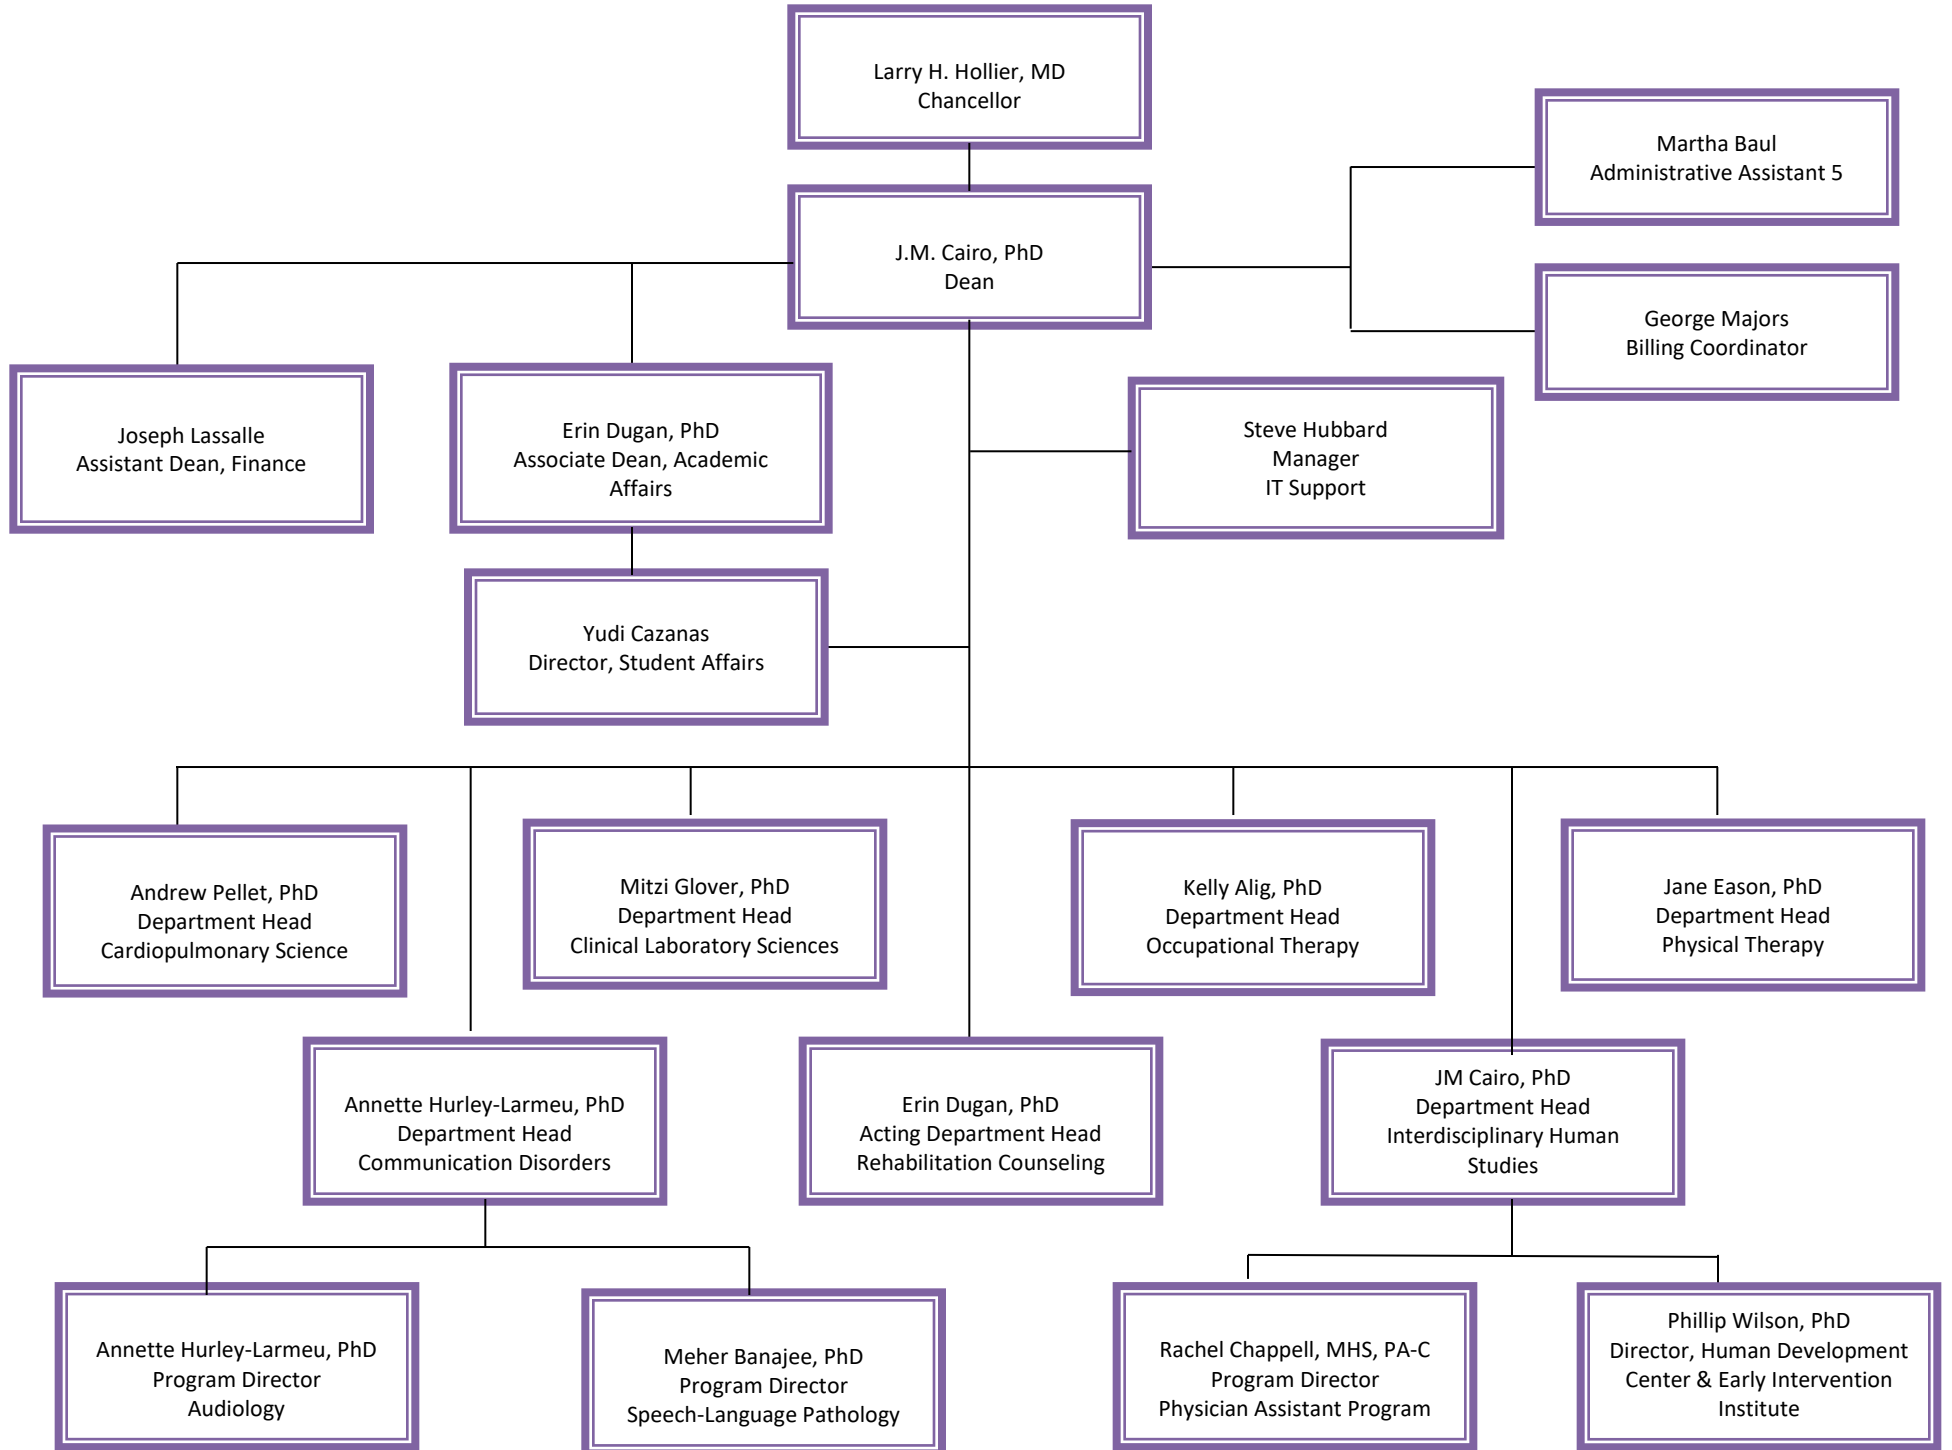 Larry H. Hollier, MD
Chancellor
Martha Baul
Administrative Assistant 5
J.M. Cairo, PhD
Dean
George Majors
Billing Coordinator
Joseph Lassalle
Assistant Dean, Finance
Erin Dugan, PhD
Associate Dean, Academic
Affairs
Steve Hubbard
Manager
IT Support
Yudi Cazanas
Director, Student Affairs
Andrew Pellet, PhD
Department Head
Cardiopulmonary Science
Mitzi Glover, PhD
Department Head
Clinical Laboratory Sciences
Kelly Alig, PhD
Department Head
Occupational Therapy
Jane Eason, PhD
Department Head
Physical Therapy
Annette Hurley-Larmeu, PhD
Department Head
Communication Disorders
Erin Dugan, PhD
Acting Department Head
Rehabilitation Counseling
JM Cairo, PhD
Department Head
Interdisciplinary Human
Studies
Annette Hurley-Larmeu, PhD
Program Director
Audiology
Meher Banajee, PhD
Program Director
Speech-Language Pathology
Rachel Chappell, MHS, PA-C
Program Director
Physician Assistant Program
Phillip Wilson, PhD
Director, Human Development
Center & Early Intervention
Institute